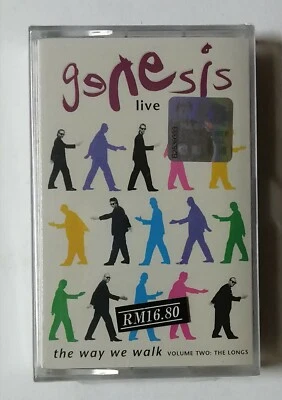 genesis
live
RM16.80
the way we walk VOLUME TWO: THE LONGS